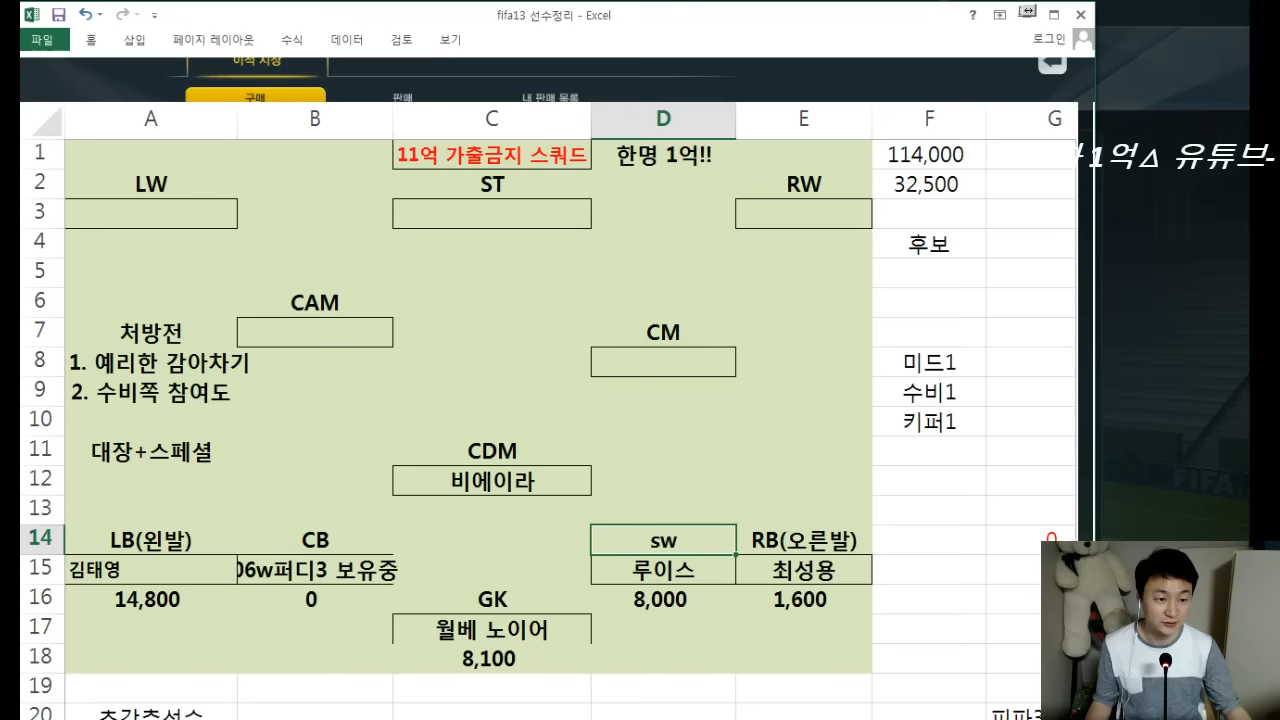 fifa13 선수정리 - Excel
?
파일 홈 삽입 페이지 레이아웃 수식 데이터 검토 보기 로그인
이적 시장
구매 판매 내 판매 목록
A B C D E F G
1 11억 가출금지 스쿼드 한명 1억!! 114,000
1억△ 유튜브-
2 LW ST RW 32,500
3
4 후보
5
6 CAM
7 처방전 CM
8 1. 예리한 감아차기 미드1
9 2. 수비쪽 참여도 수비1
10 키퍼1
11 대장+스페셜 CDM
12 비에이라
13
14 LB(왼발) CB sw RB(오른발) 0
15 김태영 06w퍼디3 보유중 루이스 최성용
16 14,800 0 GK 8,000 1,600
17 월베 노이어
18 8,100
19
20
FIFA